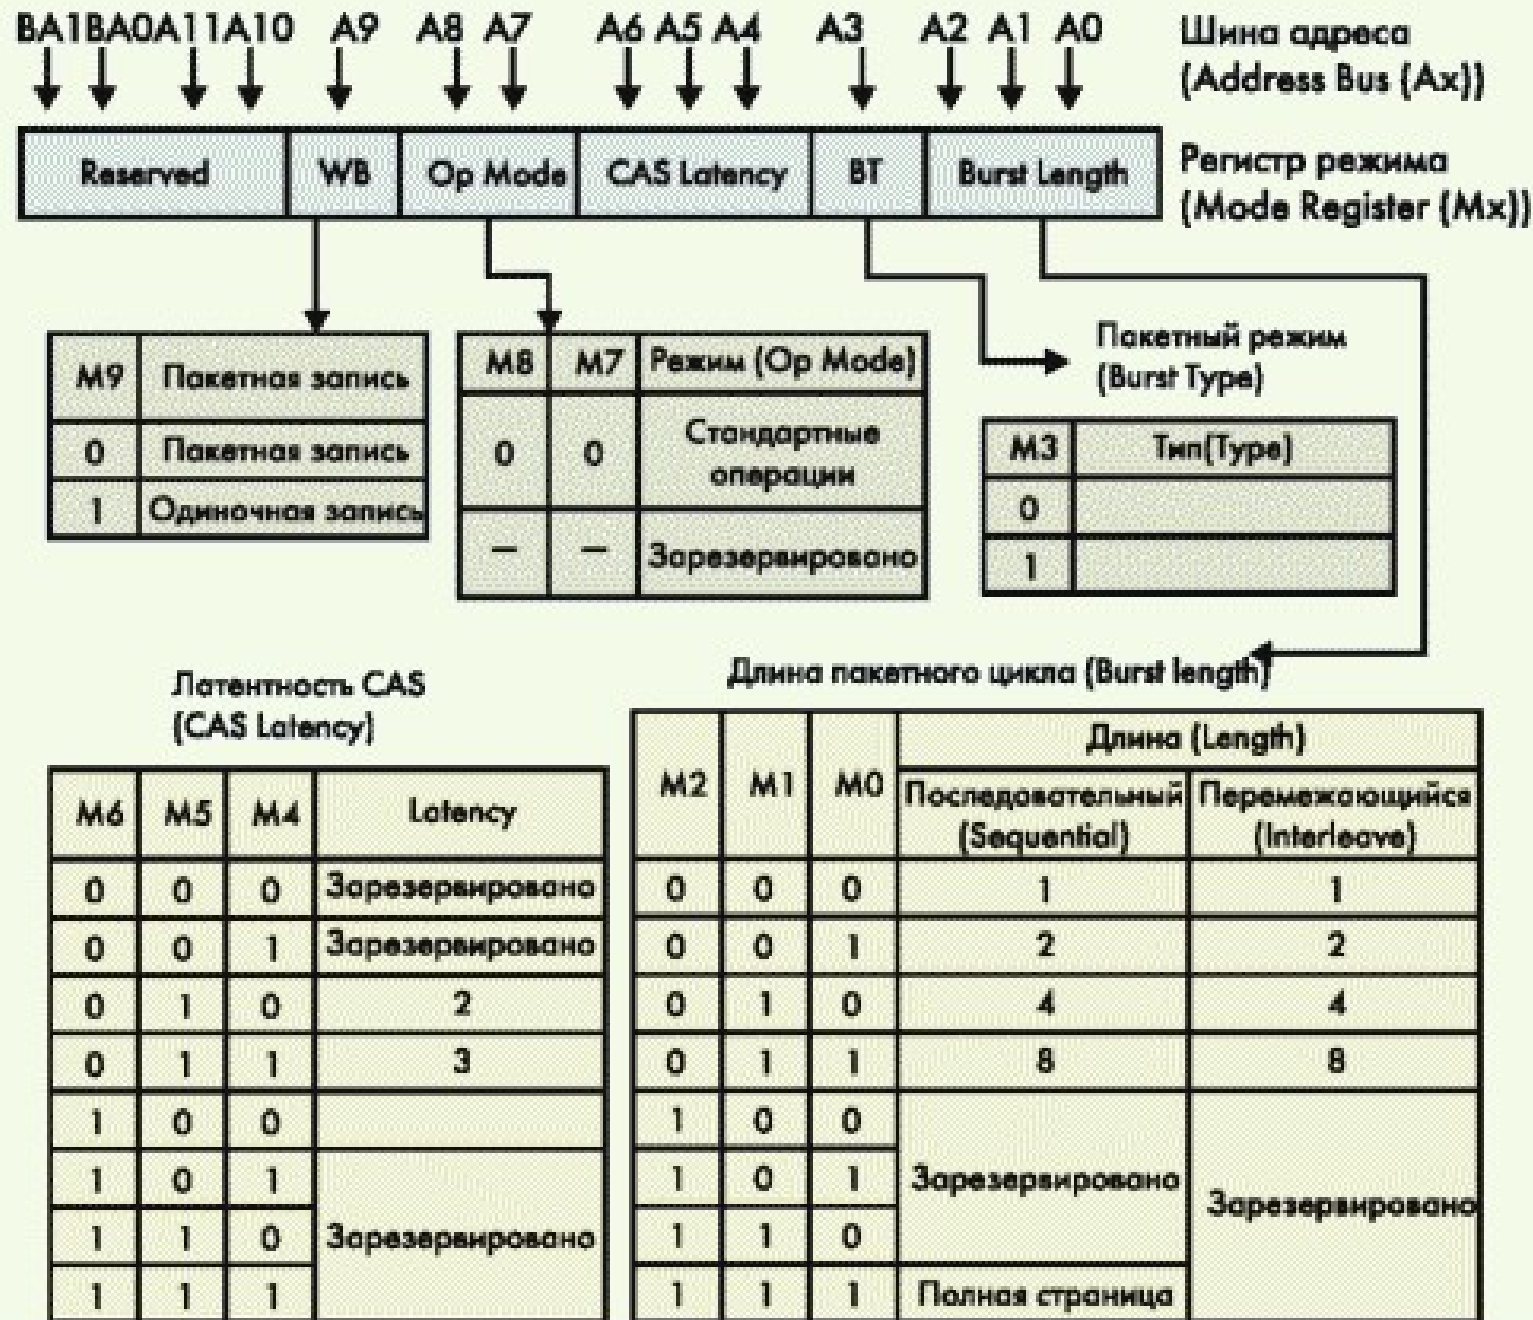 BA1 BA0 A11 A10 A9 A8 A7 A6 A5 A4 A3 A2 A1 A0
Шина адреса
(Address Bus (Ax))
Reserved WB Op Mode CAS Latency BT Burst Length
Регистр режима
(Mode Register (Mx))
M9 Пакетная запись
0 Пакетная запись
1 Одиночная запись
M8 M7 Режим (Op Mode)
0 0 Стандартные
операции
– – Зарезервировано
Пакетный режим
(Burst Type)
M3 Тип(Type)
0
1
Латентность CAS
(CAS Latency)
M6 M5 M4 Latency
0 0 0 Зарезервировано
0 0 1 Зарезервировано
0 1 0 2
0 1 1 3
1 0 0
1 0 1
1 1 0 Зарезервировано
1 1 1
Длина пакетного цикла (Burst length)
Длина (Length)
M2 M1 M0
Последовательный Перемежающийся
(Sequential) (Interleave)
0 0 0 1 1
0 0 1 2 2
0 1 0 4 4
0 1 1 8 8
1 0 0
1 0 1 Зарезервировано
Зарезервировано
1 1 0
1 1 1 Полная страница